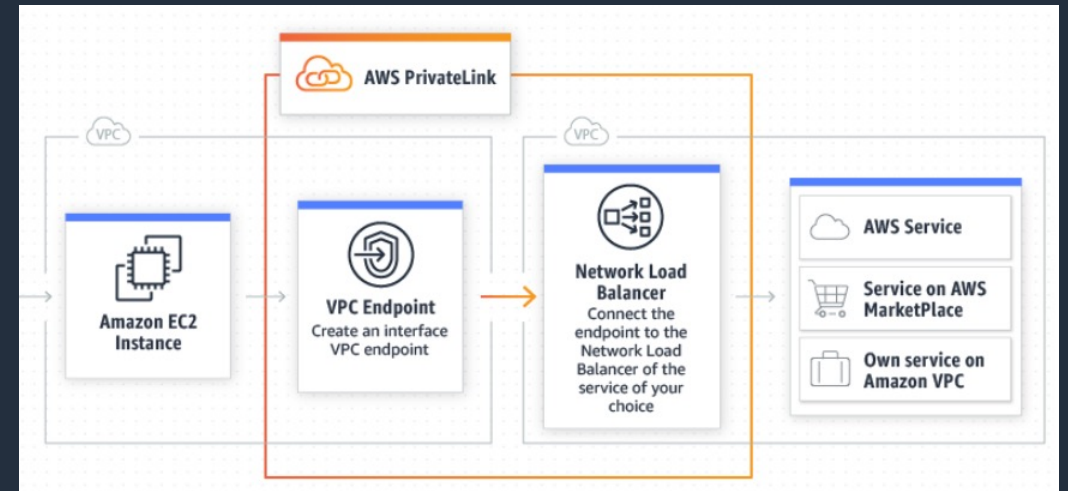 AWS PrivateLink
VPC
VPC
Amazon EC2
Instance
VPC Endpoint
Create an interface
VPC endpoint
Network Load
Balancer
Connect the
endpoint to the
Network Load
Balancer of the
service of your
choice
AWS Service
Service on AWS
MarketPlace
Own service on
Amazon VPC